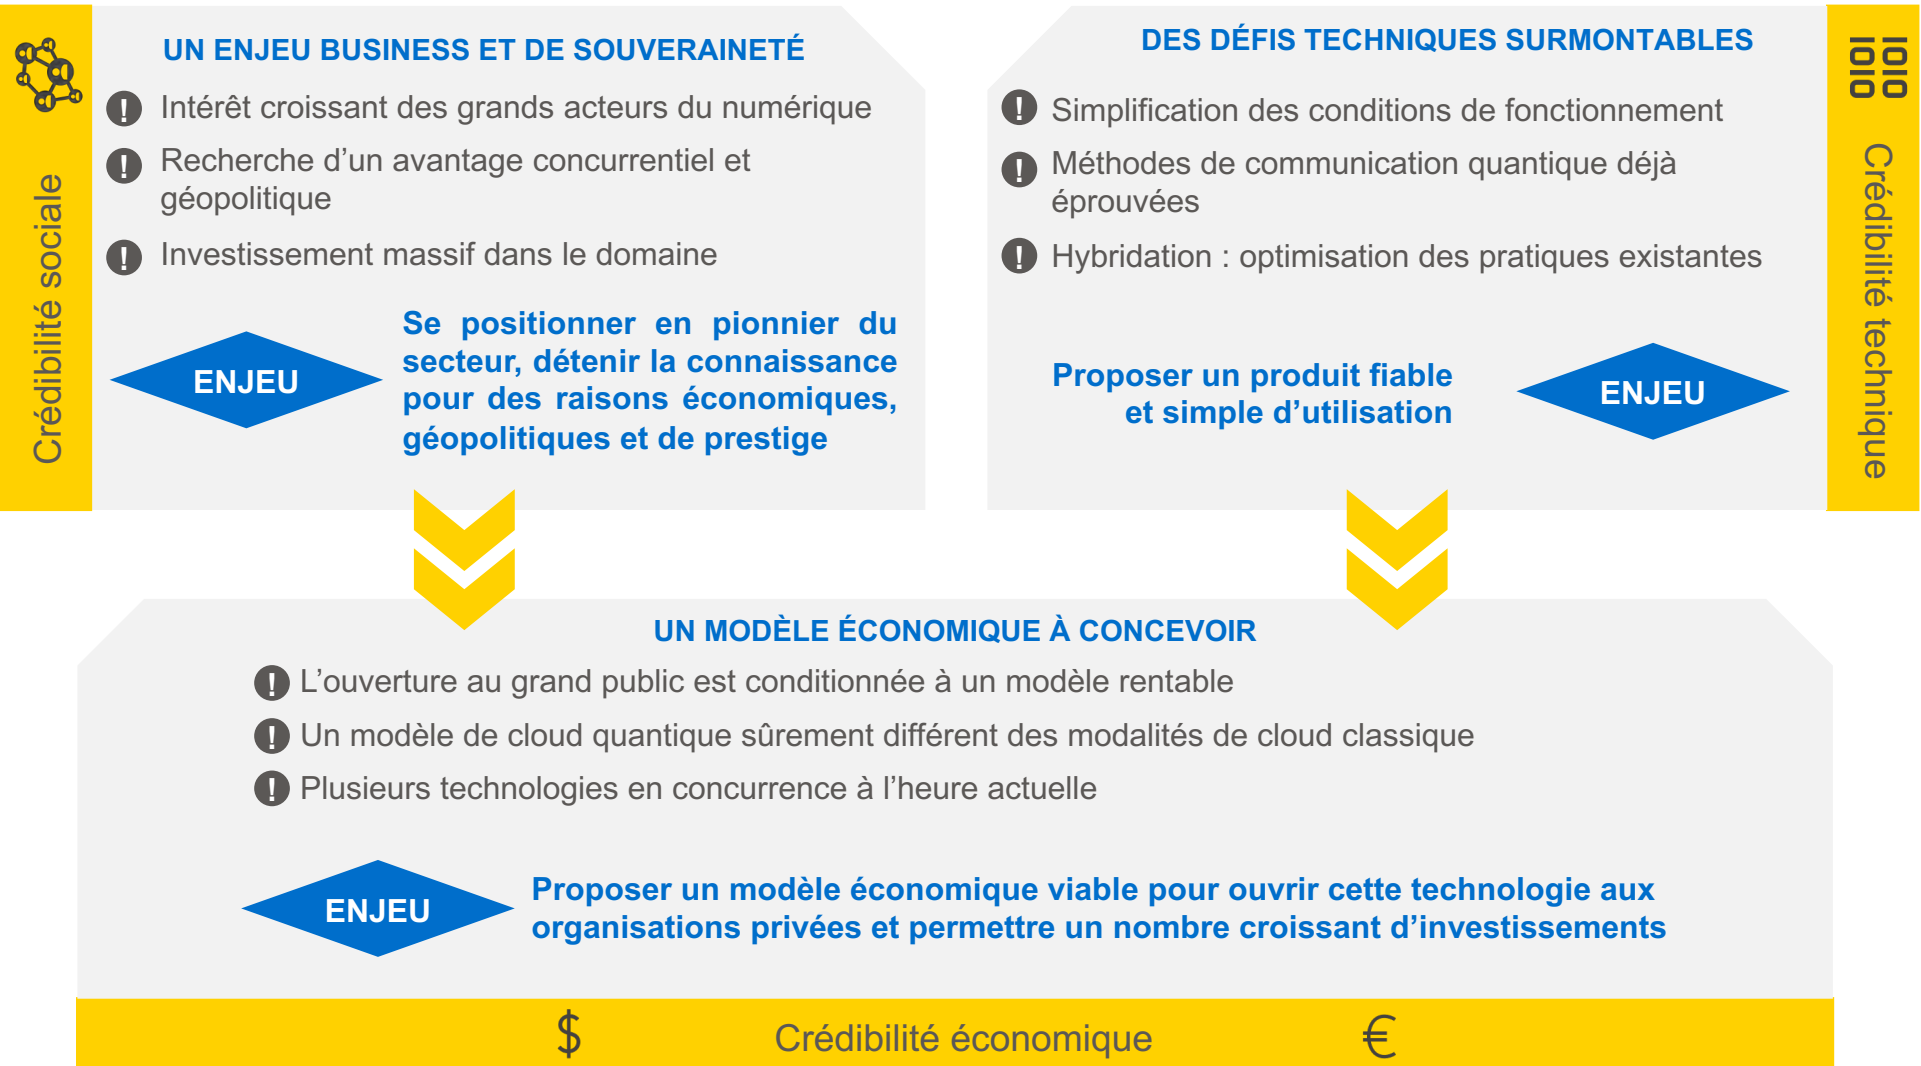 UN ENJEU BUSINESS ET DE SOUVERAINETÉ
! Intérêt croissant des grands acteurs du numérique
! Recherche d’un avantage concurrentiel et
géopolitique
! Investissement massif dans le domaine
ENJEU
Se positionner en pionnier du
secteur, détenir la connaissance
pour des raisons économiques,
géopolitiques et de prestige
Crédibilité sociale
DES DÉFIS TECHNIQUES SURMONTABLES
! Simplification des conditions de fonctionnement
! Méthodes de communication quantique déjà
éprouvées
! Hybridation : optimisation des pratiques existantes
Proposer un produit fiable
et simple d’utilisation
ENJEU
IOIO
IOIO
Crédibilité technique
UN MODÈLE ÉCONOMIQUE À CONCEVOIR
! L’ouverture au grand public est conditionnée à un modèle rentable
! Un modèle de cloud quantique sûrement différent des modalités de cloud classique
! Plusieurs technologies en concurrence à l’heure actuelle
ENJEU
Proposer un modèle économique viable pour ouvrir cette technologie aux
organisations privées et permettre un nombre croissant d’investissements
$ Crédibilité économique €